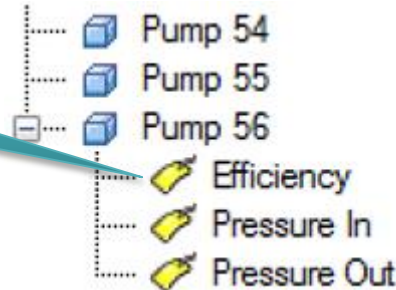 Pump 54
Pump 55
Pump 56
Efficiency
Pressure In
Pressure Out